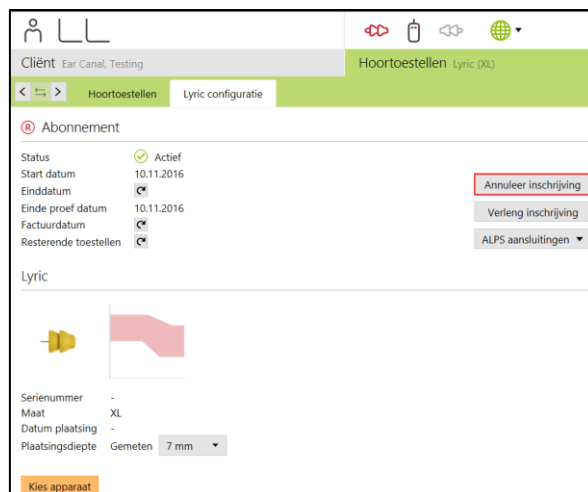 Cliënt Ear Canal, Testing
Hoortoestellen Lyric (XL)
Hoortoestellen Lyric configuratie
R Abonnement
Status Actief
Start datum 10.11.2016
Einddatum
Einde proef datum 10.11.2016
Factuurdatum
Resterende toestellen
Annuleer inschrijving
Verleng inschrijving
ALPS aansluitingen
Lyric
Serienummer -
Maat XL
Datum plaatsing -
Plaatsingsdiepte Gemeten 7 mm
Kies apparaat